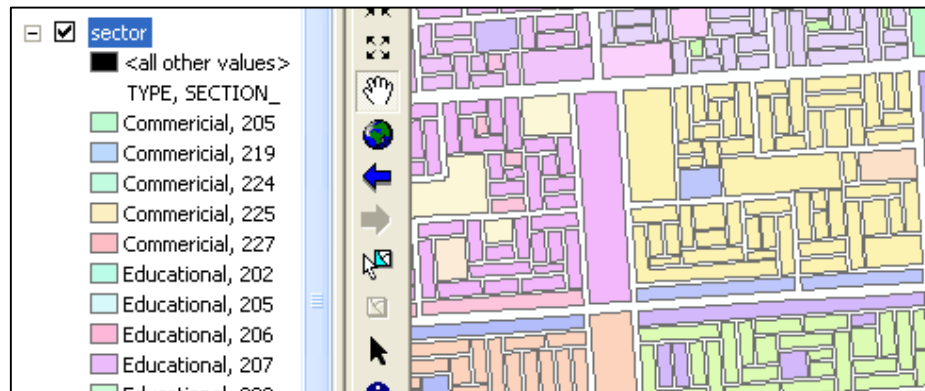 sector
<all other values>
TYPE, SECTION_
Commericial, 205
Commericial, 219
Commericial, 224
Commericial, 225
Commericial, 227
Educational, 202
Educational, 205
Educational, 206
Educational, 207